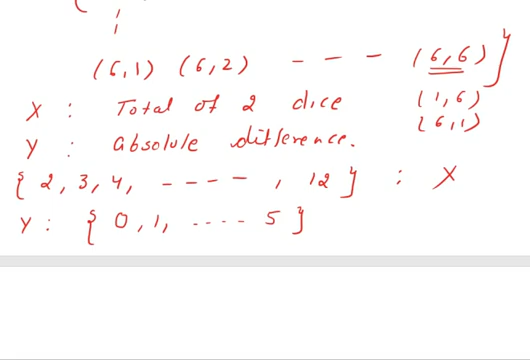 (6,1) (6,2) - - - (6,6) }
X : Total of 2 dice (1,6)
(6,1)
Y : absolute difference.
{ 2, 3, 4, - - - - - , 12 } : X
Y : { 0, 1, ..... 5 }